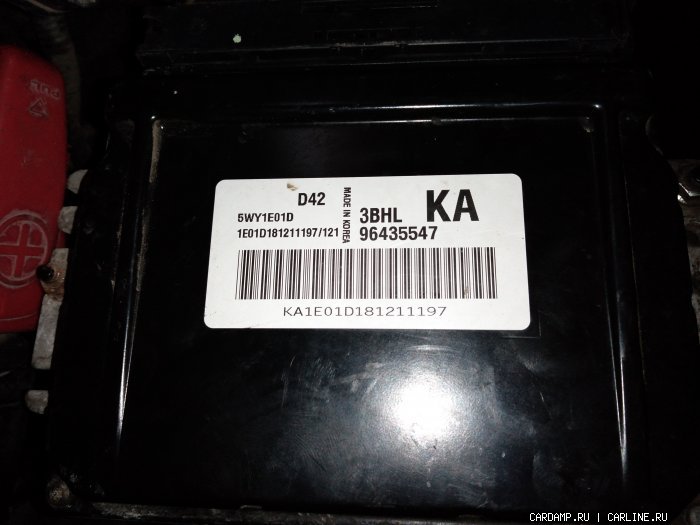 D42
5WY1E01D
1E01D181211197/121
MADE IN KOREA
3BHL KA
96435547
KA1E01D181211197
CARDAMP.RU | CARLINE.RU